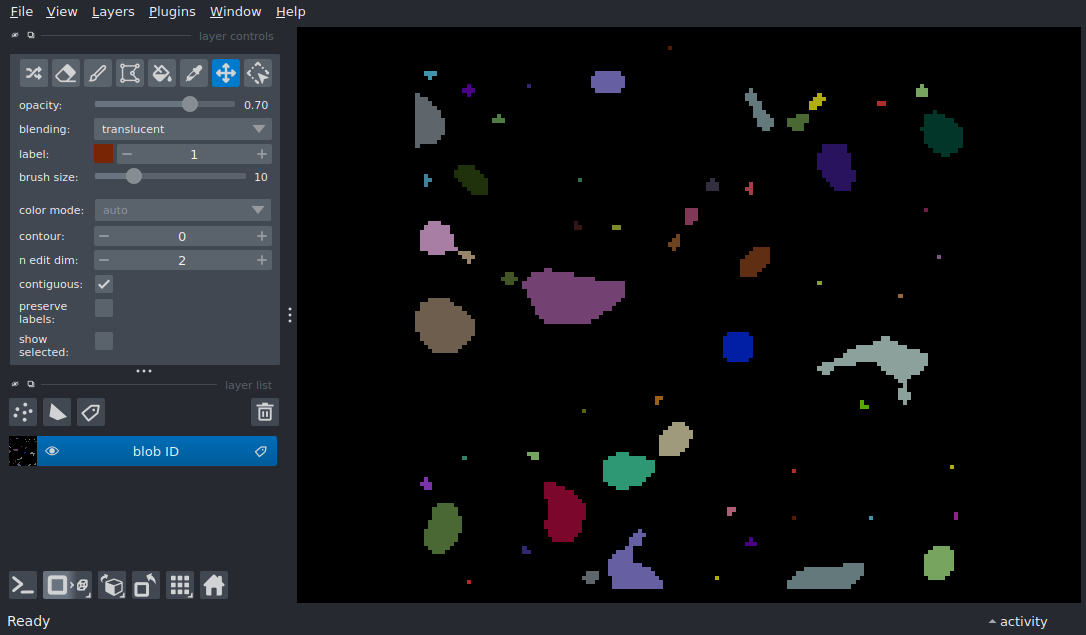 File View Layers Plugins Window Help
layer controls
opacity: 0.70
blending: translucent
label: 1
brush size: 10
color mode: auto
contour: 0
n edit dim: 2
contiguous:
preserve
labels:
show
selected:
layer list
blob ID
Ready
activity